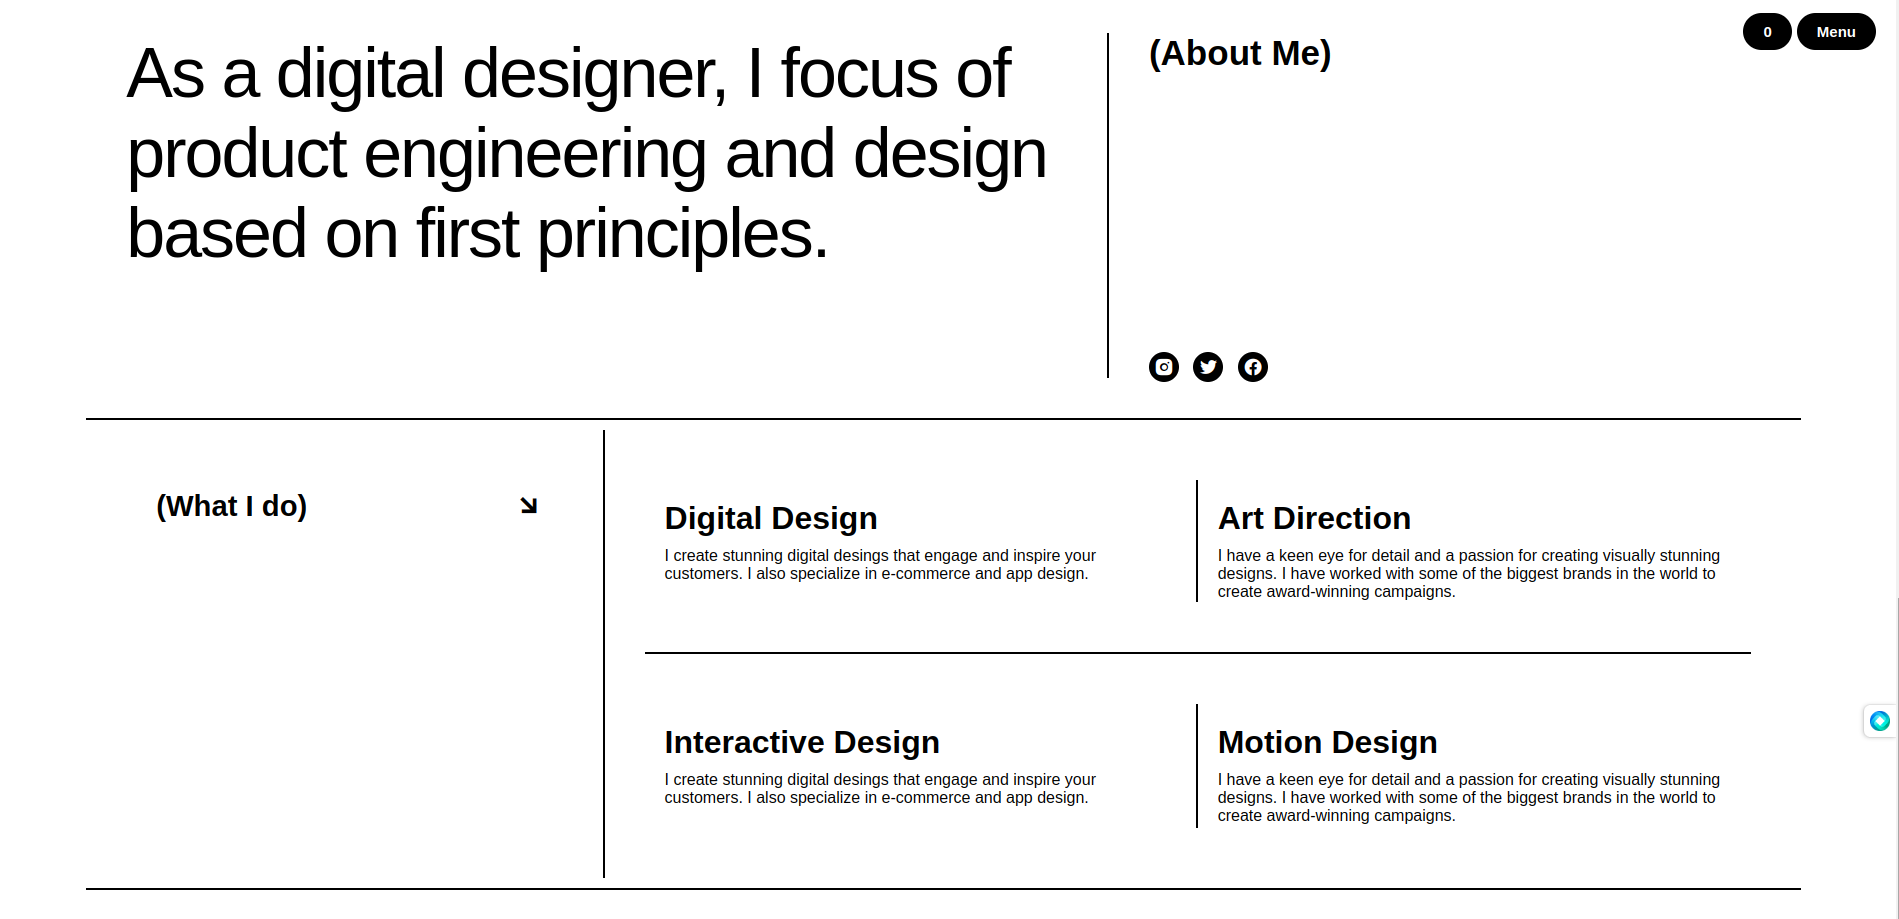 As a digital designer, I focus of
product engineering and design
based on first principles.
(About Me)
0
Menu
(What I do)
Digital Design
I create stunning digital desings that engage and inspire your
customers. I also specialize in e-commerce and app design.
Art Direction
I have a keen eye for detail and a passion for creating visually stunning
designs. I have worked with some of the biggest brands in the world to
create award-winning campaigns.
Interactive Design
I create stunning digital desings that engage and inspire your
customers. I also specialize in e-commerce and app design.
Motion Design
I have a keen eye for detail and a passion for creating visually stunning
designs. I have worked with some of the biggest brands in the world to
create award-winning campaigns.